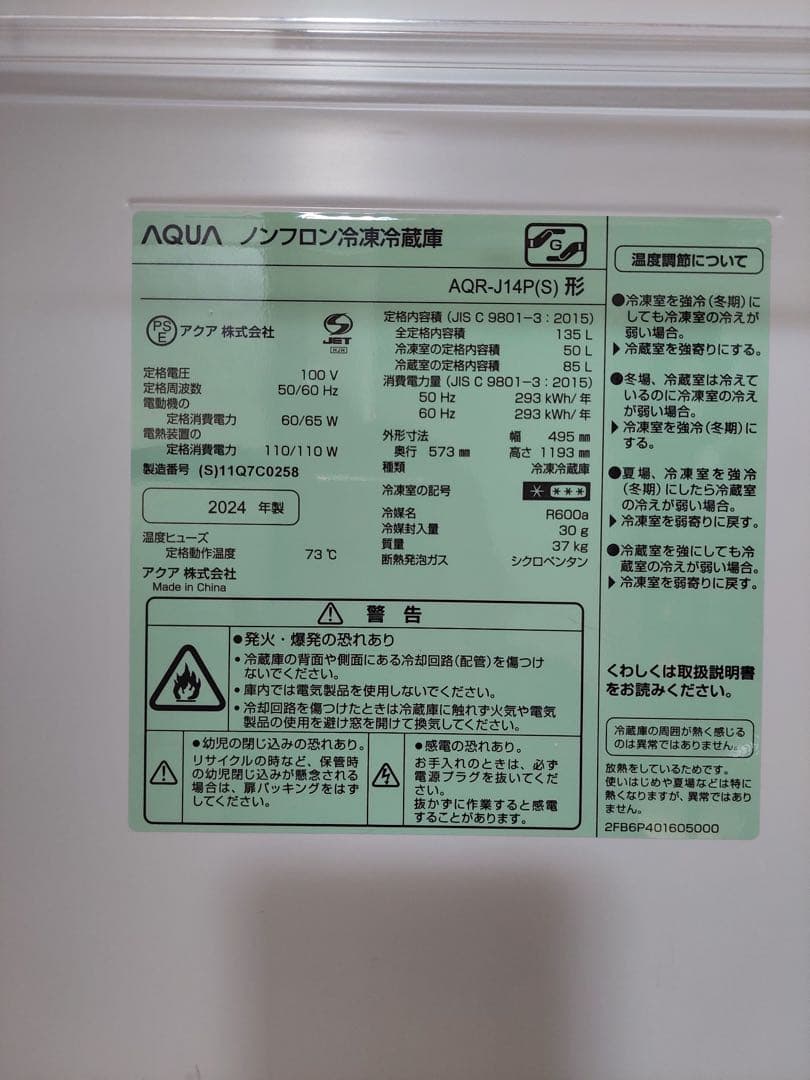 AQUA ノンフロン冷凍冷蔵庫
G
AQR-J14P(S) 形
PS E アクア 株式会社
S JET
定格電圧 100 V
定格周波数 50/60 Hz
電動機の
定格消費電力 60/65 W
電熱装置の
定格消費電力 110/110 W
製造番号 (S)11Q7C0258
2024 年製
温度ヒューズ
定格動作温度 73 ℃
アクア 株式会社
Made in China
定格内容積 (JIS C 9801-3 : 2015)
全定格内容積 135 L
冷凍室の定格内容積 50 L
冷蔵室の定格内容積 85 L
消費電力量 (JIS C 9801-3 : 2015)
50 Hz 293 kWh/年
60 Hz 293 kWh/年
外形寸法 幅 495 ㎜
奥行 573 ㎜ 高さ 1193 ㎜
種類 冷凍冷蔵庫
冷凍室の記号 * ***
冷媒名 R600a
冷媒封入量 30 g
質量 37 kg
断熱発泡ガス シクロペンタン
⚠ 警 告
●発火・爆発の恐れあり
・冷蔵庫の背面や側面にある冷却回路(配管)を傷つけ
ないでください。
・庫内では電気製品を使用しないでください。
・冷却回路を傷つけたときは冷蔵庫に触れず火気や電気
製品の使用を避け窓を開けて換気してください。
●幼児の閉じ込みの恐れあり。
リサイクルの時など、保管時
の幼児閉じ込みが懸念される
場合は、扉パッキングをはず
してください。
●感電の恐れあり。
お手入れのときは、必ず
電源プラグを抜いてくだ
さい。
抜かずに作業すると感電
することがあります。
温度調節について
●冷凍室を強冷(冬期)に
しても冷凍室の冷えが
弱い場合。
▶冷蔵室を強寄りにする。
●冬場、冷蔵室は冷えて
いるのに冷凍室の冷え
が弱い場合。
▶冷凍室を強冷(冬期)に
する。
●夏場、冷凍室を強冷
(冬期)にしたら冷蔵室
の冷えが弱い場合。
▶冷凍室を弱寄りに戻す。
●冷蔵室を強にしても冷
蔵室の冷えが弱い場合。
▶冷凍室を弱寄りに戻す。
くわしくは取扱説明書
をお読みください。
冷蔵庫の周囲が熱く感じる
のは異常ではありません。
放熱をしているためです。
使いはじめや夏場などは特に
熱くなりますが、異常ではあり
ません。
2FB6P401605000